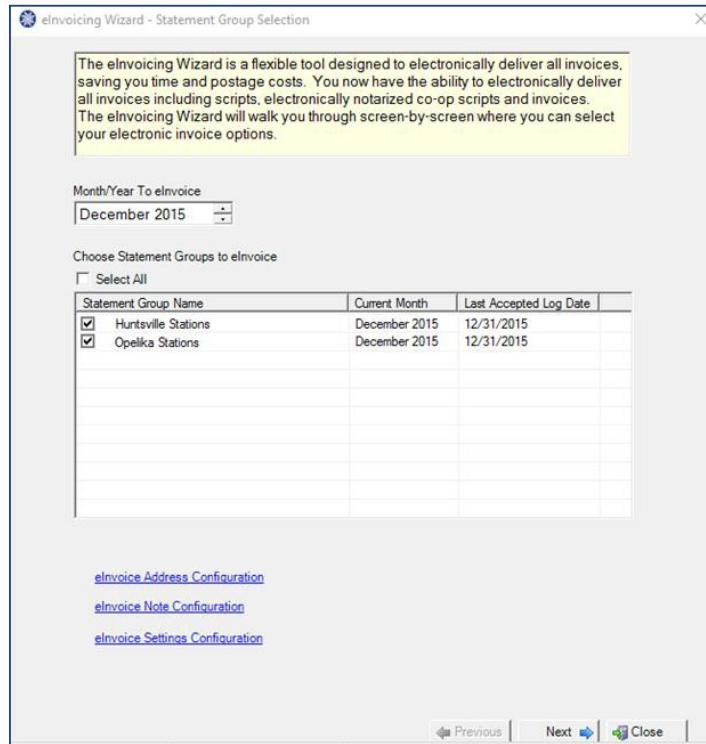 eInvoicing Wizard - Statement Group Selection
The eInvoicing Wizard is a flexible tool designed to electronically deliver all invoices,
saving you time and postage costs. You now have the ability to electronically deliver
all invoices including scripts, electronically notarized co-op scripts and invoices.
The eInvoicing Wizard will walk you through screen-by-screen where you can select
your electronic invoice options.
Month/Year To eInvoice
December 2015
Choose Statement Groups to eInvoice
Select All
Statement Group Name Current Month Last Accepted Log Date
Huntsville Stations December 2015 12/31/2015
Opelika Stations December 2015 12/31/2015
eInvoice Address Configuration
eInvoice Note Configuration
eInvoice Settings Configuration
Previous Next Close